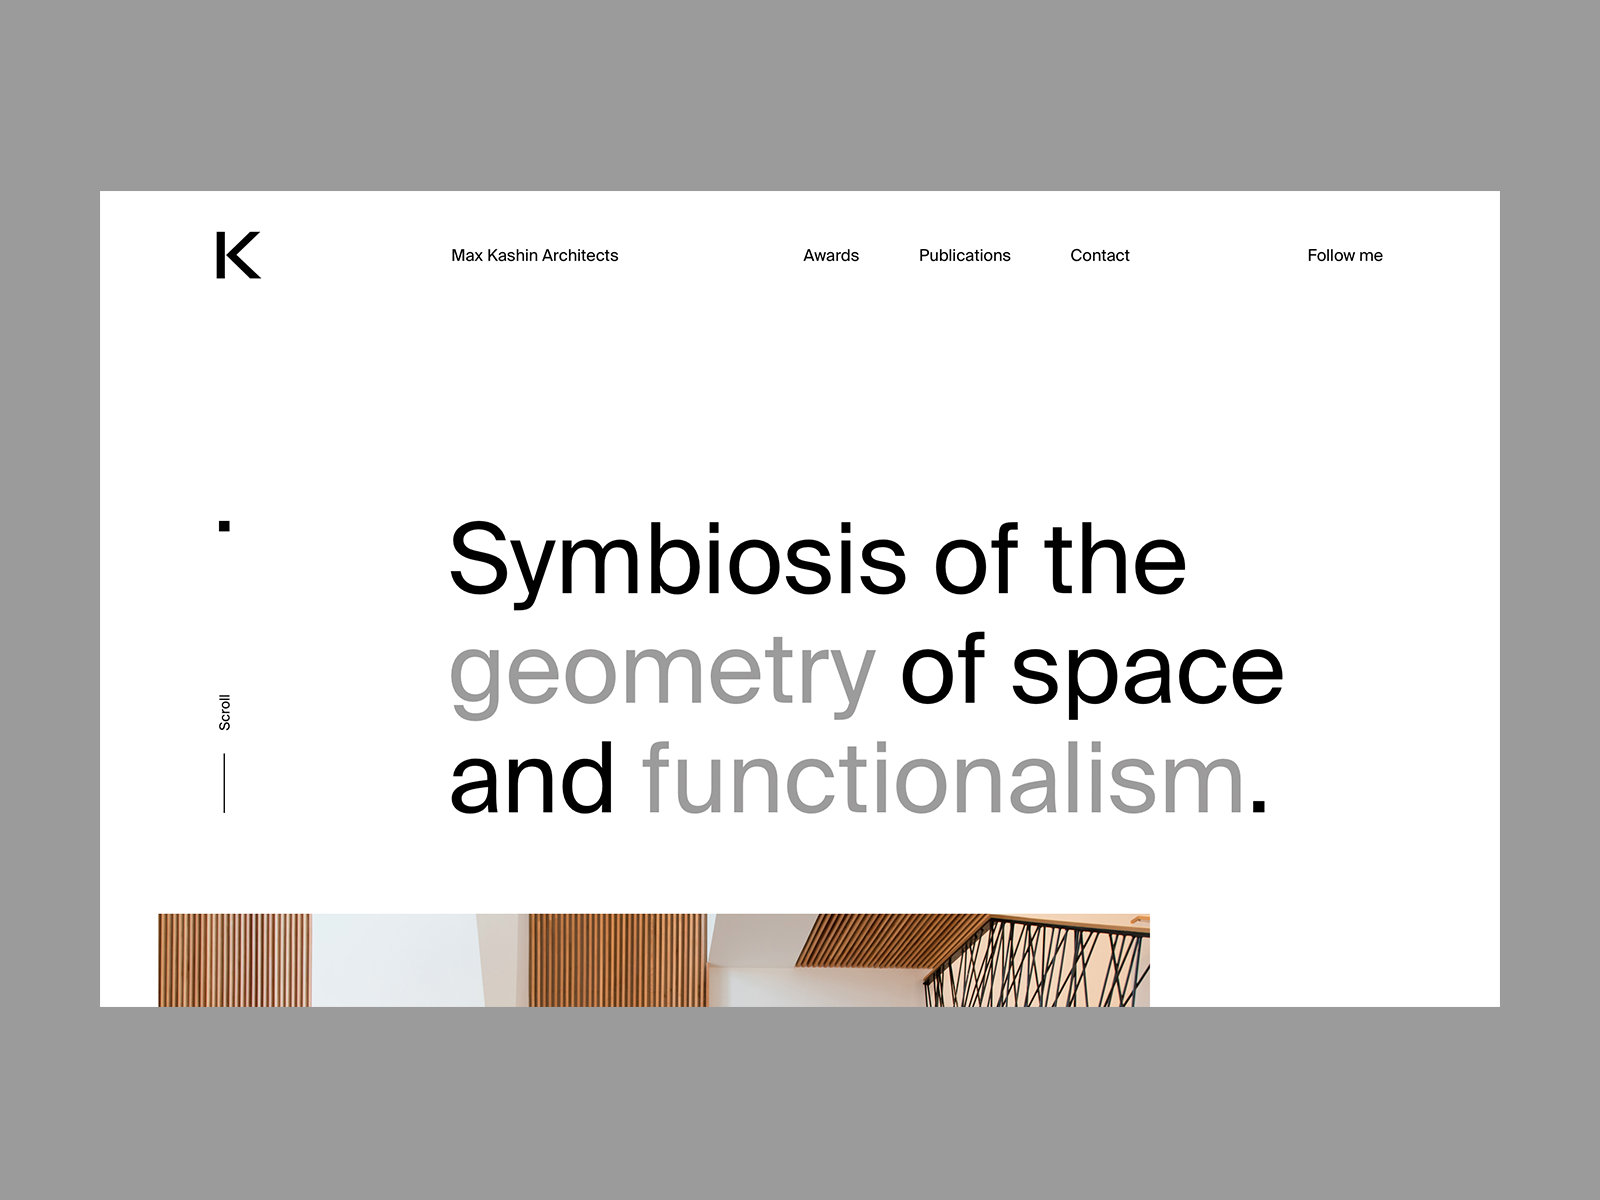 K
Max Kashin Architects
Awards
Publications
Contact
Follow me
Symbiosis of the
geometry of space
and functionalism.
Scroll